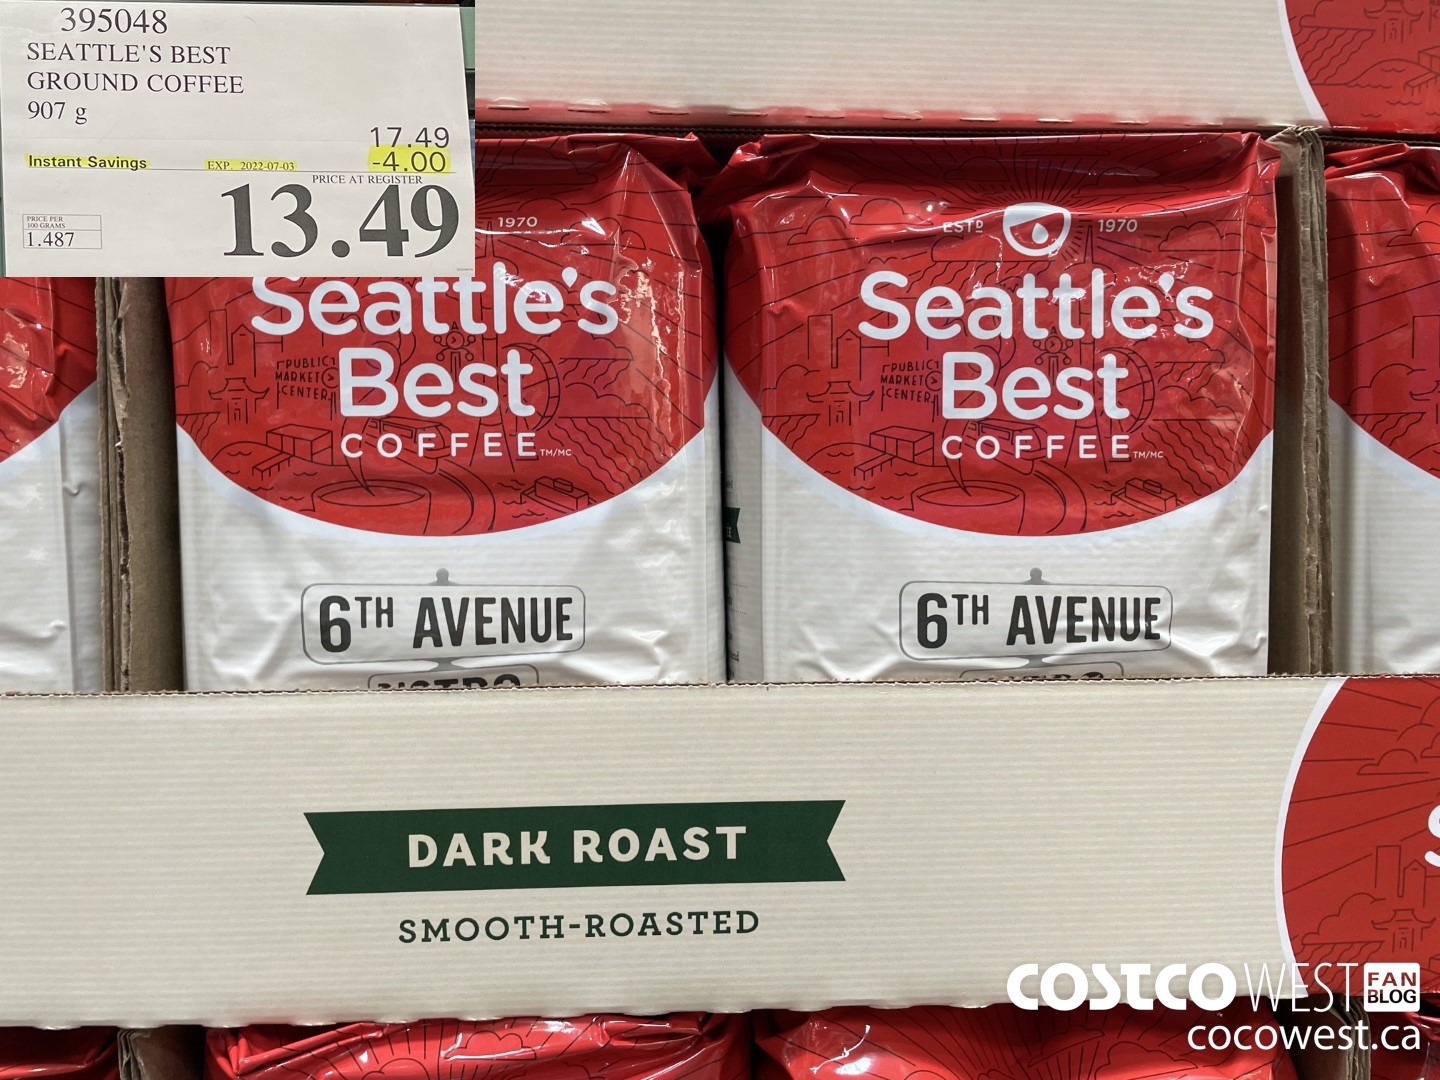 395048
SEATTLE'S BEST
GROUND COFFEE
907 g
17.49
Instant Savings EXP. 2022-07-03 -4.00
PRICE AT REGISTER
13.49
PRICE PER
100 GRAMS
1.487
1970
Seattle's
Best
COFFEE TM/MC
PUBLIC
MARKET
CENTER
6TH AVENUE
ESTD 1970
Seattle's
Best
COFFEE TM/MC
PUBLIC
MARKET
CENTER
6TH AVENUE
DARK ROAST
SMOOTH-ROASTED
COSTCO WEST FAN BLOG
cocowest.ca